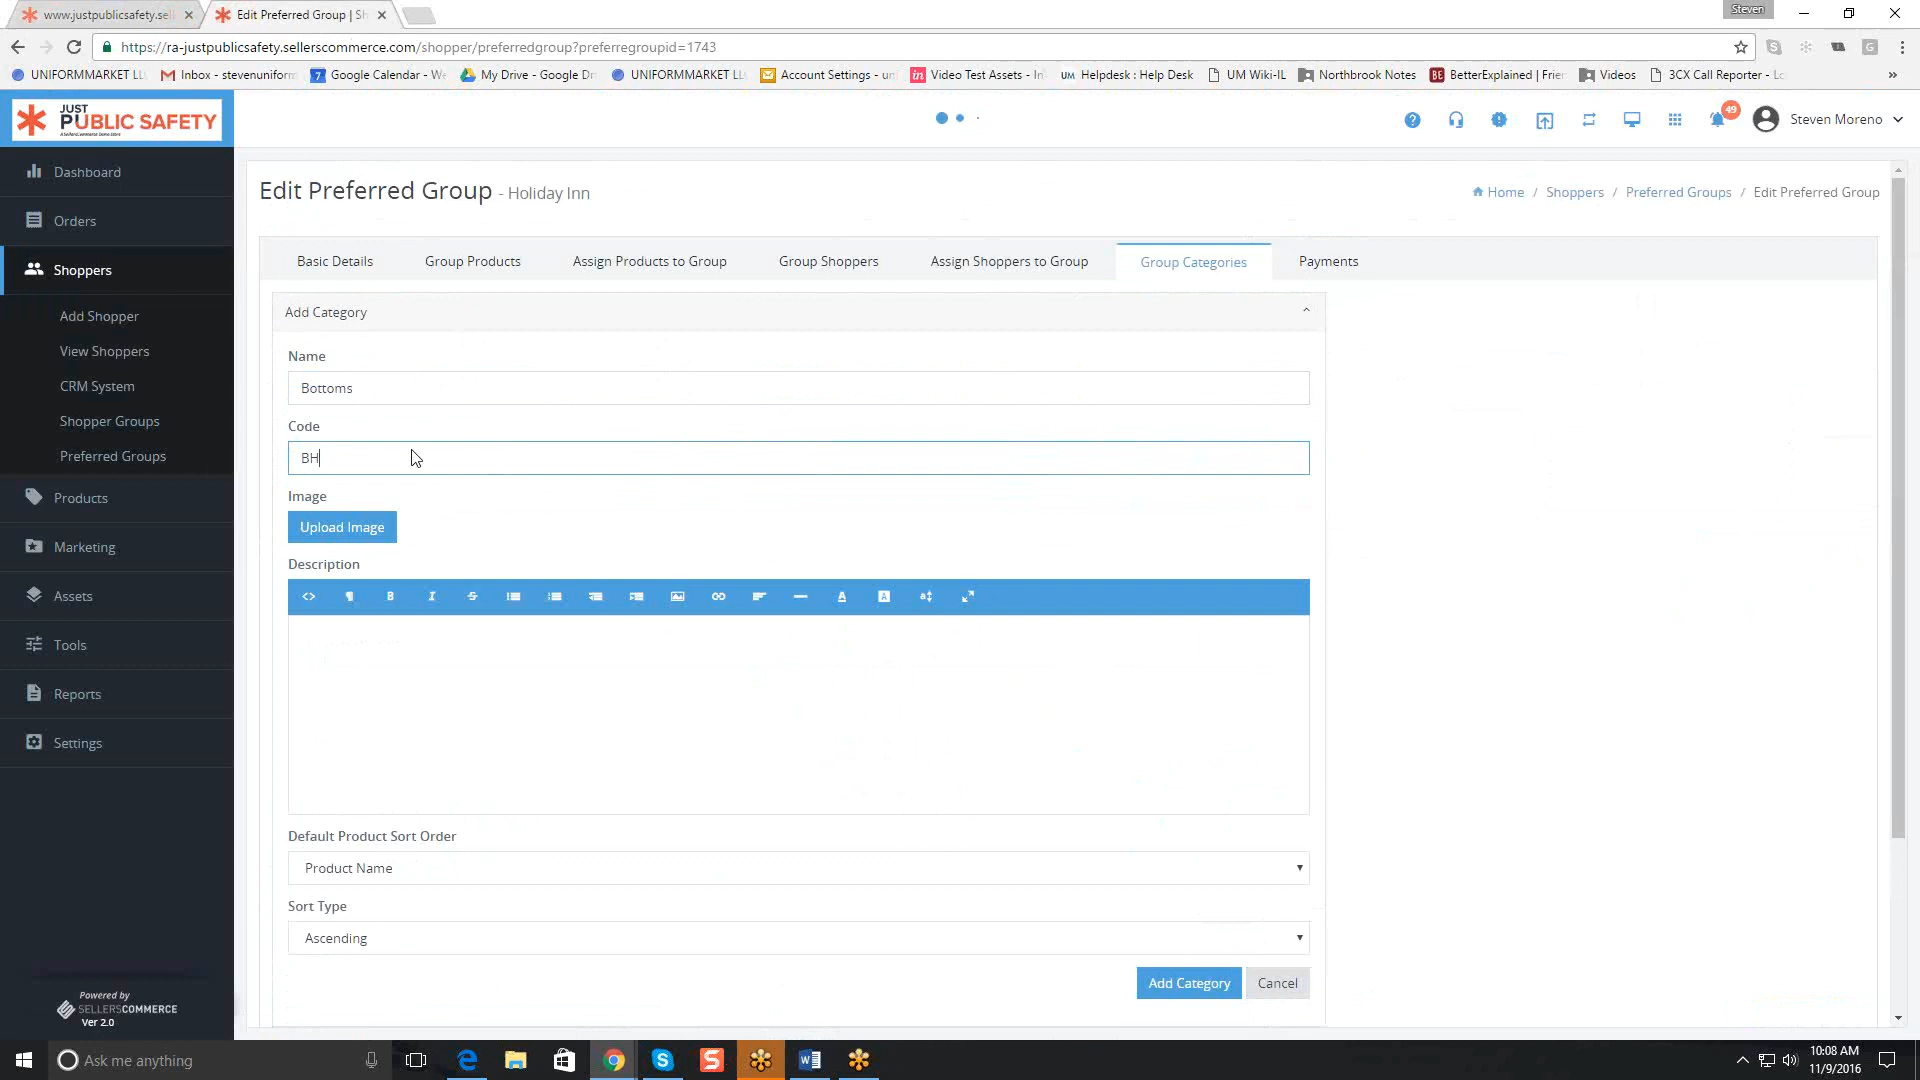 www.justpublicsafety.sell
Edit Preferred Group | Sh
Steven
https://ra-justpublicsafety.sellerscommerce.com/shopper/preferredgroup?preferregroupid=1743
UNIFORMMARKET LL
Inbox - stevenuniform
Google Calendar - We
My Drive - Google Dr
UNIFORMMARKET LL
Account Settings - un
Video Test Assets - In
Helpdesk : Help Desk
UM Wiki-IL
Northbrook Notes
BetterExplained | Frie
Videos
3CX Call Reporter - Lo
JUST
PUBLIC SAFETY
A SellersCommerce Demo Store
49
Steven Moreno
Dashboard
Orders
Shoppers
Add Shopper
View Shoppers
CRM System
Shopper Groups
Preferred Groups
Products
Marketing
Assets
Tools
Reports
Settings
Powered by
SELLERSCOMMERCE
Ver 2.0
Edit Preferred Group - Holiday Inn
Home / Shoppers / Preferred Groups / Edit Preferred Group
Basic Details
Group Products
Assign Products to Group
Group Shoppers
Assign Shoppers to Group
Group Categories
Payments
Add Category
Name
Bottoms
Code
BH
Image
Upload Image
Description
Default Product Sort Order
Product Name
Sort Type
Ascending
Add Category
Cancel
Ask me anything
10:08 AM
11/9/2016